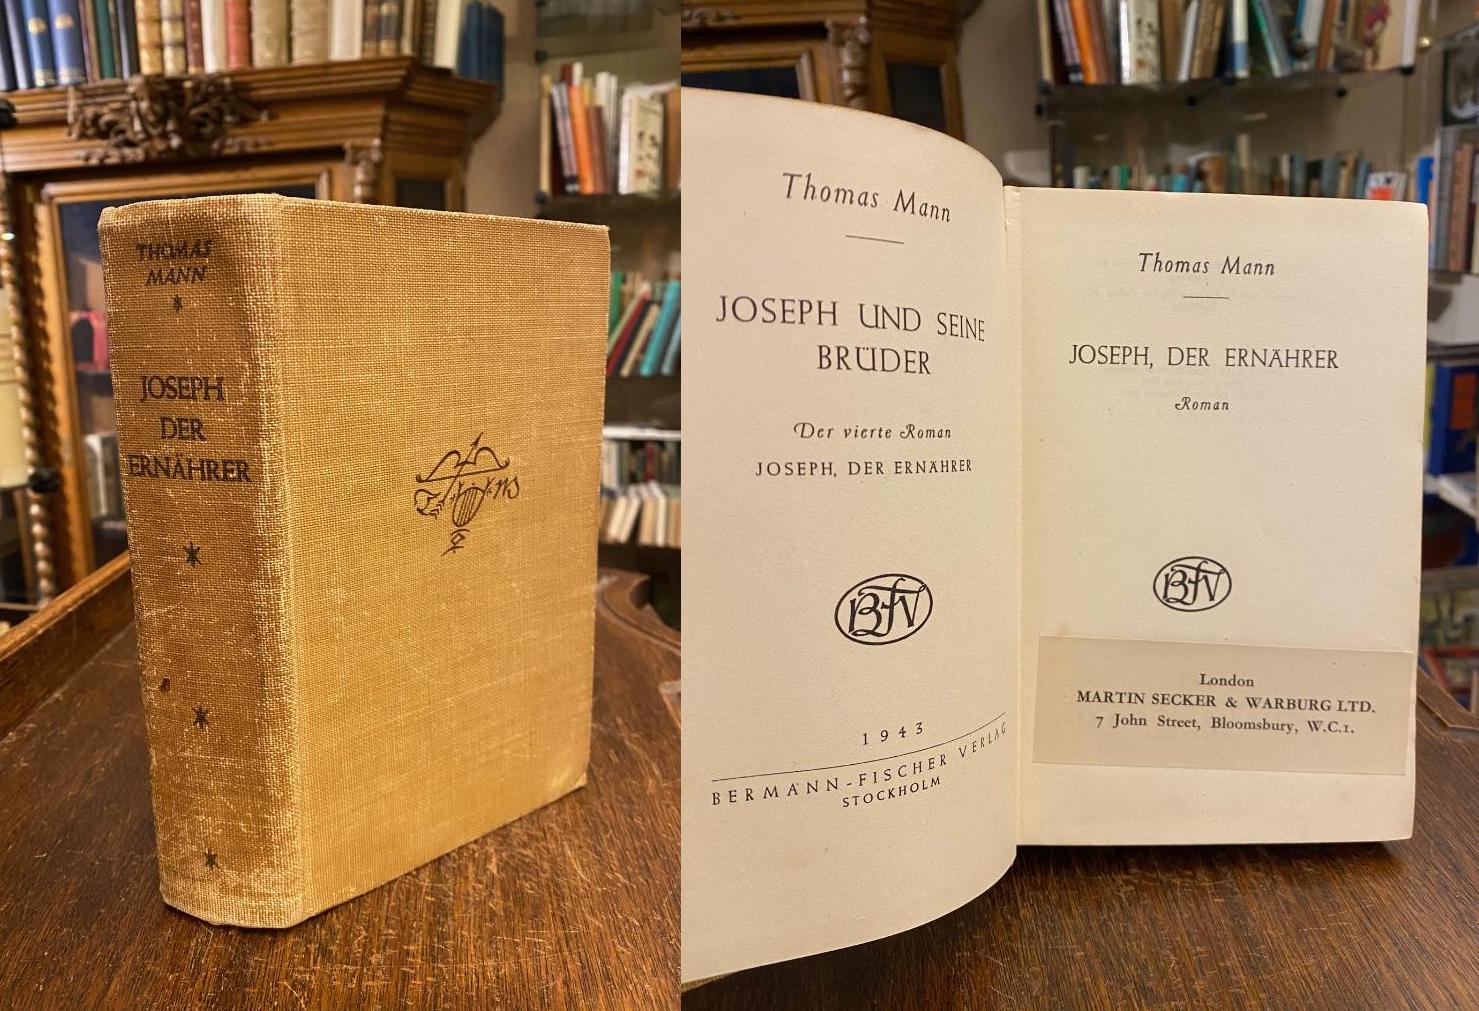 THOMAS
MANN
*
JOSEPH
DER
ERNÄHRER
*
*
*
Thomas Mann
JOSEPH UND SEINE
BRÜDER
Der vierte Roman
JOSEPH, DER ERNÄHRER
BFV
1943
BERMANN-FISCHER VERLAG
STOCKHOLM
Thomas Mann
JOSEPH, DER ERNÄHRER
Roman
BFV
London
MARTIN SECKER & WARBURG LTD.
7 John Street, Bloomsbury, W.C.1.